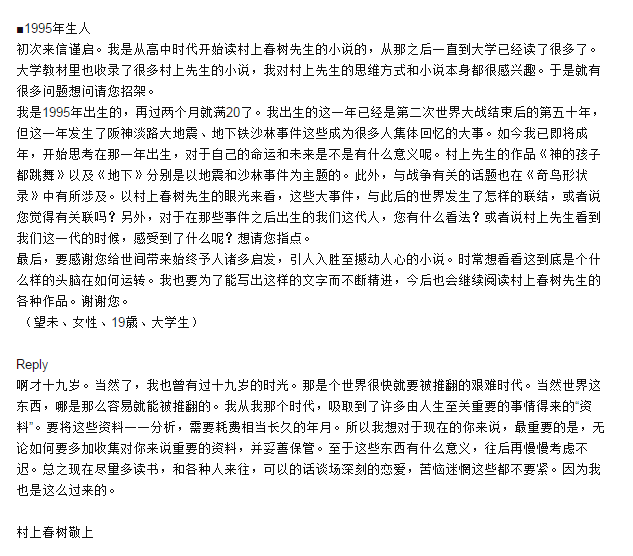 ■1995年生人
初次来信谨启。我是从高中时代开始读村上春树先生的小说的，从那之后一直到大学已经读了很多了。
大学教材里也收录了很多村上先生的小说，我对村上先生的思维方式和小说本身都很感兴趣。于是就有
很多问题想问请您招架。
我是1995年出生的，再过两个月就满20了。我出生的这一年已经是第二次世界大战结束后的第五十年，
但这一年发生了阪神淡路大地震、地下铁沙林事件这些成为很多人集体回忆的大事。如今我已即将成
年，开始思考在那一年出生，对于自己的命运和未来是不是有什么意义呢。村上先生的作品《神的孩子
都跳舞》以及《地下》分别是以地震和沙林事件为主题的。此外，与战争有关的话题也在《奇鸟形状
录》中有所涉及。以村上春树先生的眼光来看，这些大事件，与此后的世界发生了怎样的联结，或者说
您觉得有关联吗？另外，对于在那些事件之后出生的我们这代人，您有什么看法？或者说村上先生看到
我们这一代的时候，感受到了什么呢？想请您指点。
最后，要感谢您给世间带来始终予人诸多启发，引人入胜至撼动人心的小说。时常想看看这到底是个什
么样的头脑在如何运转。我也要为了能写出这样的文字而不断精进，今后也会继续阅读村上春树先生的
各种作品。谢谢您。
（望未、女性、19歳、大学生）
Reply
啊才十九岁。当然了，我也曾有过十九岁的时光。那是个世界很快就要被推翻的艰难时代。当然世界这
东西，哪是那么容易就能被推翻的。我从我那个时代，吸取到了许多由人生至关重要的事情得来的“资
料”。要将这些资料一一分析，需要耗费相当长久的年月。所以我想对于现在的你来说，最重要的是，无
论如何要多加收集对你来说重要的资料，并妥善保管。至于这些东西有什么意义，往后再慢慢考虑不
迟。总之现在尽量多读书，和各种人来往，可以的话谈场深刻的恋爱，苦恼迷惘这些都不要紧。因为我
也是这么过来的。
村上春树敬上